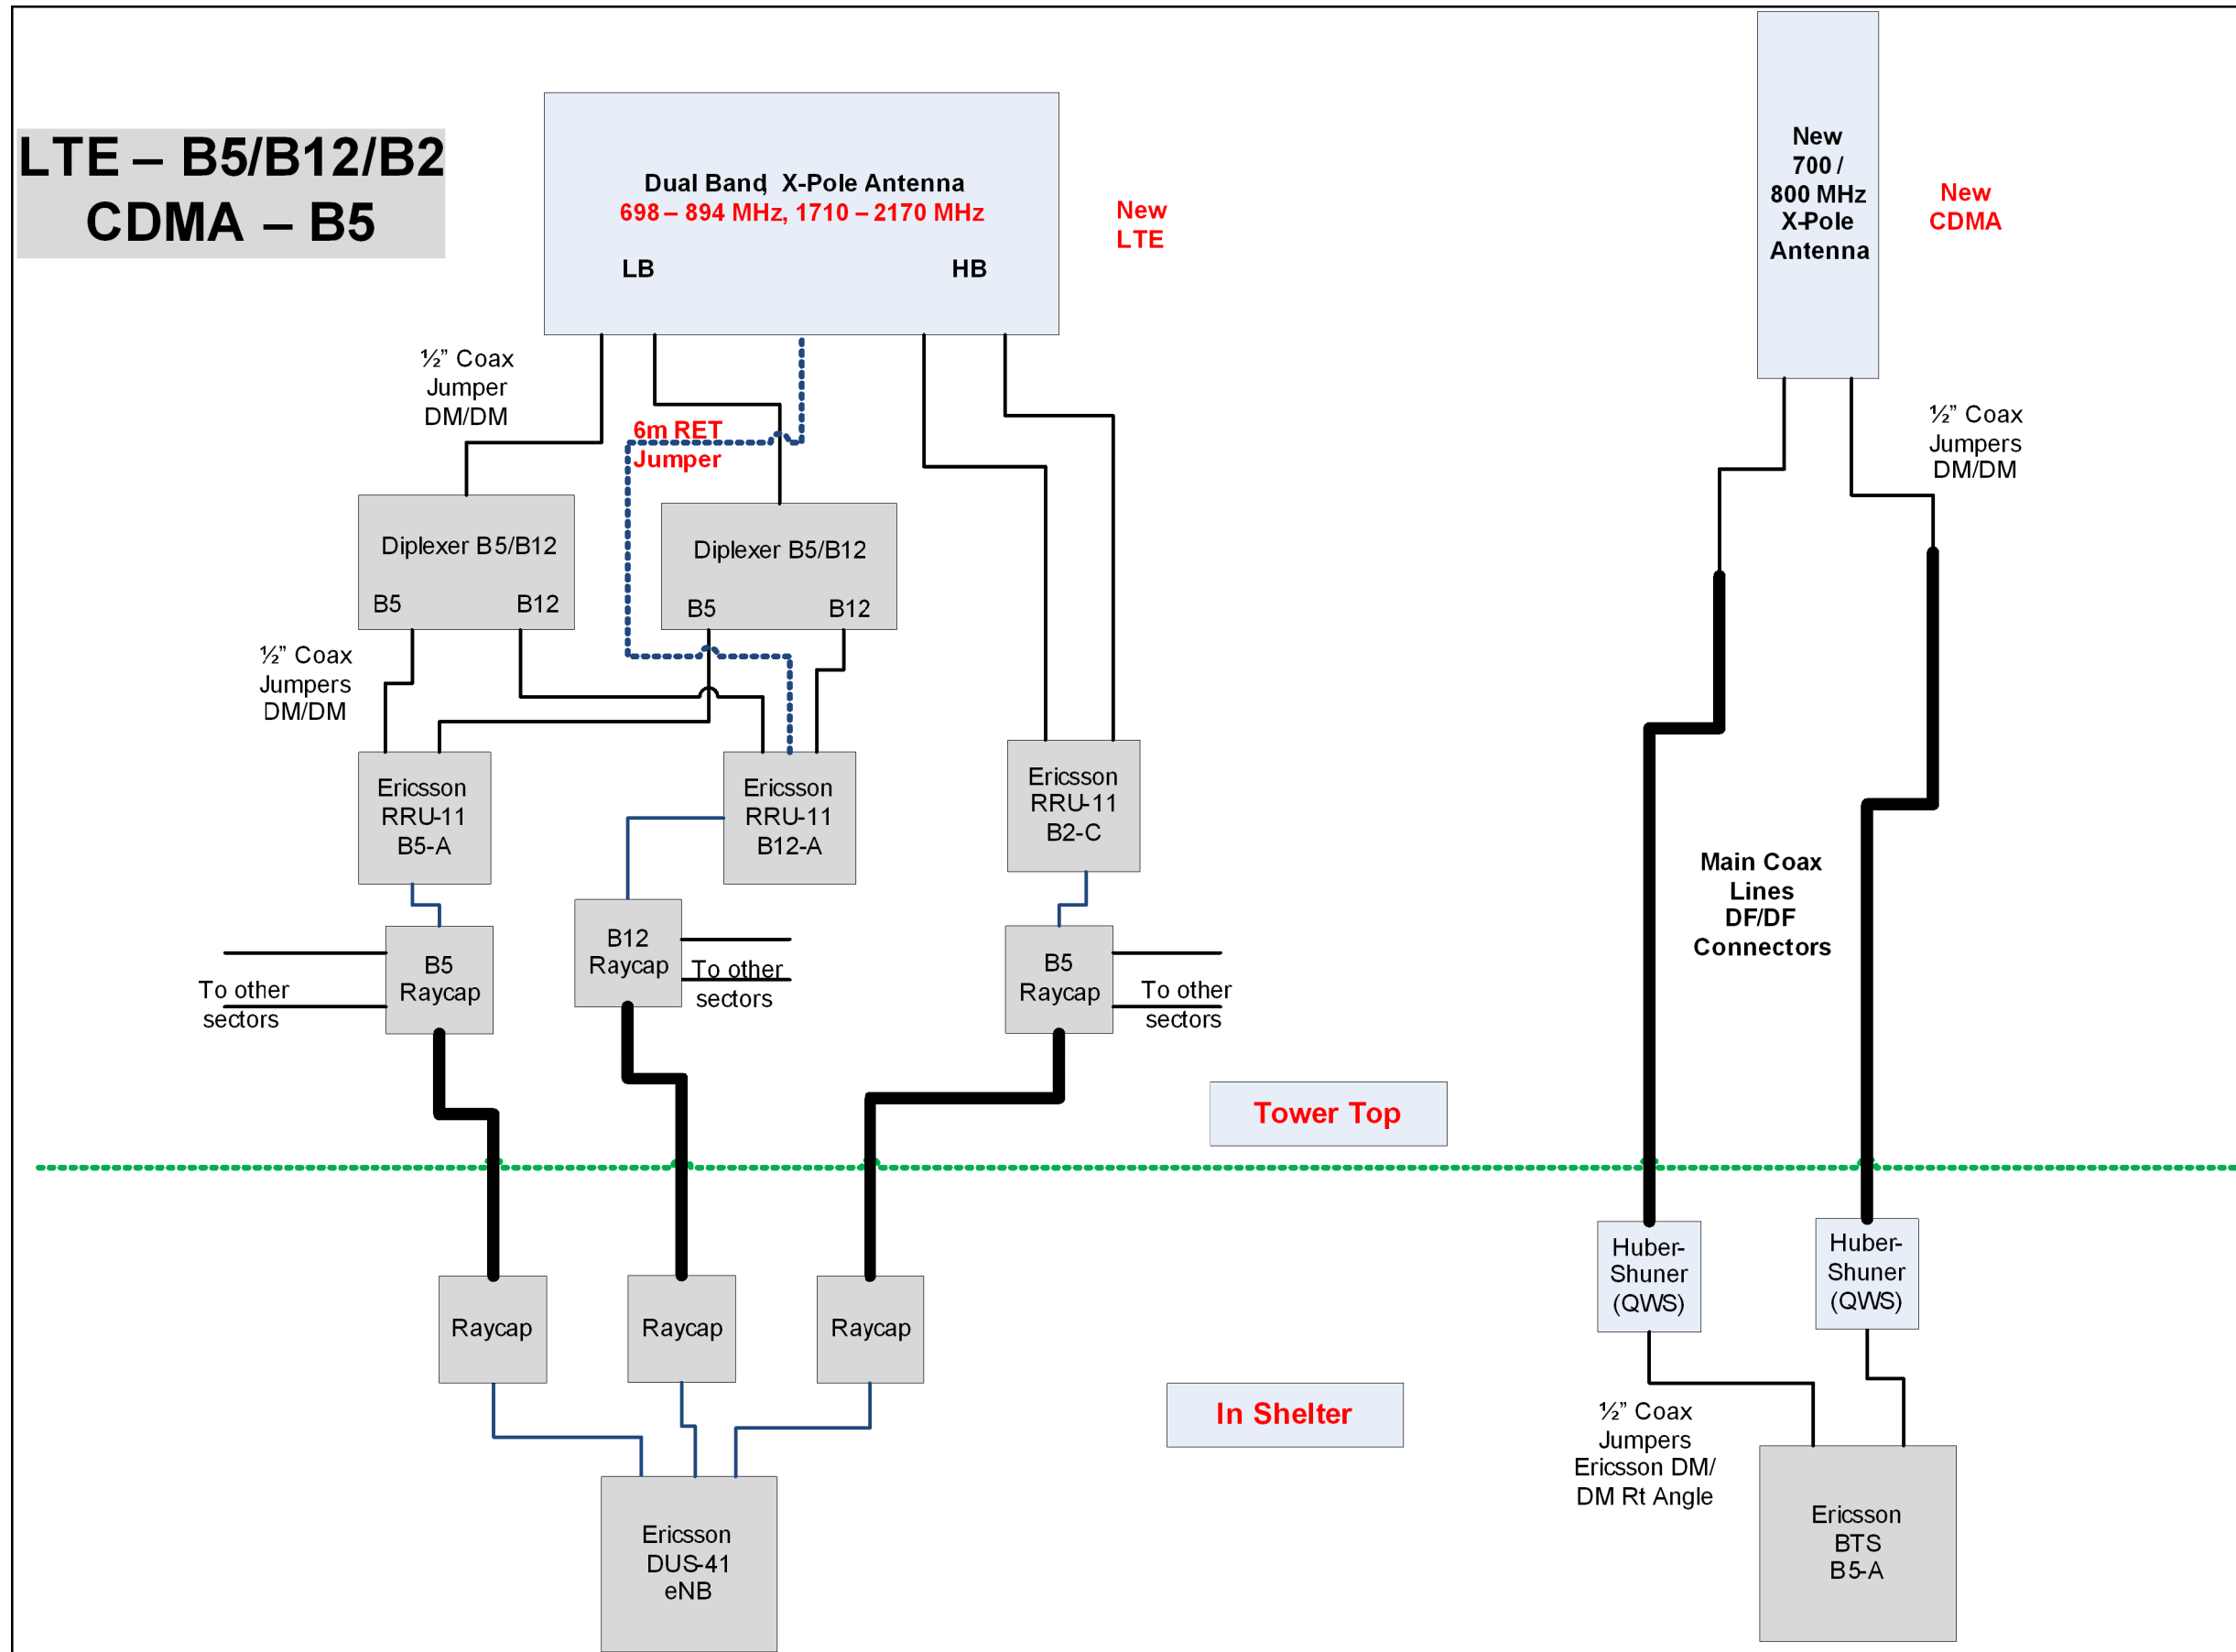 LTE – B5/B12/B2
CDMA – B5
Dual Band, X-Pole Antenna
698 – 894 MHz, 1710 – 2170 MHz
LB
HB
New
LTE
New
700 /
800 MHz
X-Pole
Antenna
New
CDMA
½” Coax
Jumper
DM/DM
6m RET
Jumper
½” Coax
Jumpers
DM/DM
Diplexer B5/B12
B5
B12
Diplexer B5/B12
B5
B12
½” Coax
Jumpers
DM/DM
Ericsson
RRU-11
B5-A
Ericsson
RRU-11
B12-A
Ericsson
RRU-11
B2-C
Main Coax
Lines
DF/DF
Connectors
To other
sectors
B5
Raycap
B12
Raycap
To other
sectors
B5
Raycap
To other
sectors
Tower Top
Huber-
Shuner
(QWS)
Huber-
Shuner
(QWS)
Raycap
Raycap
Raycap
In Shelter
½” Coax
Jumpers
Ericsson DM/
DM Rt Angle
Ericsson
DUS-41
eNB
Ericsson
BTS
B5-A